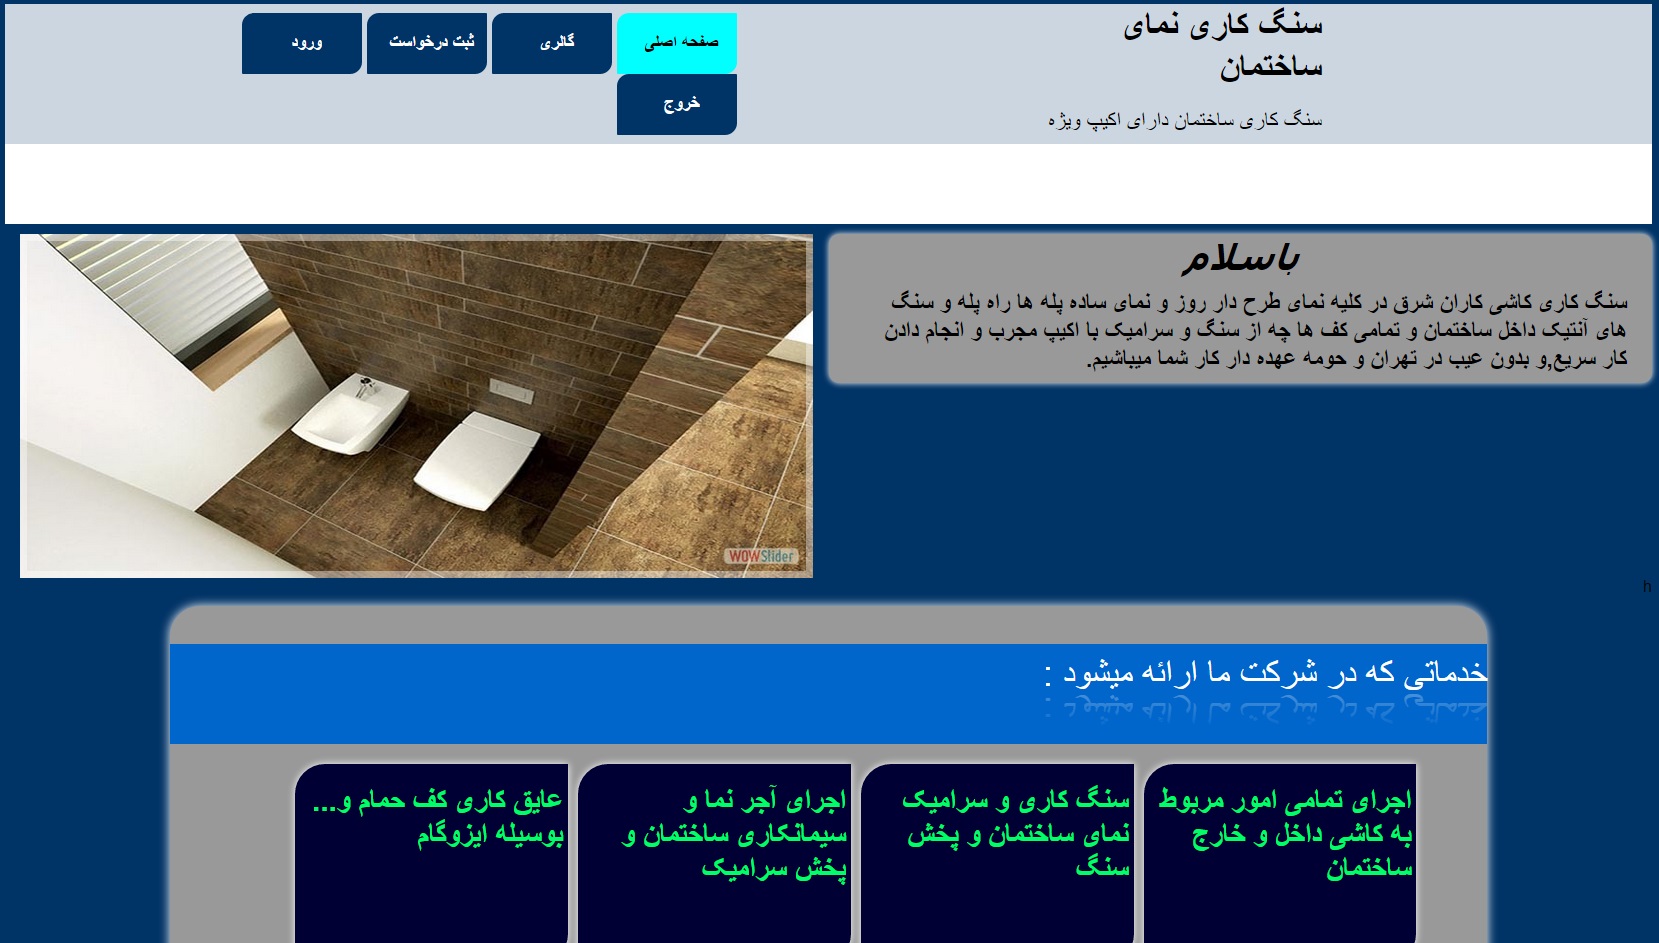 سنگ کاری نمای
ساختمان
سنگ کاری ساختمان دارای اکیپ ویژه
صفحه اصلی
گالری
ثبت درخواست
ورود
خروج
باسلام
سنگ کاری کاشی کاران شرق در کلیه نمای طرح دار روز و نمای ساده پله ها راه پله و سنگ
های آنتیک داخل ساختمان و تمامی کف ها چه از سنگ و سرامیک با اکیپ مجرب و انجام دادن
کار سریع,و بدون عیب در تهران و حومه عهده دار کار شما میباشیم.
WOWSlider
h
خدماتی که در شرکت ما ارائه میشود :
اجرای تمامی امور مربوط
به کاشی داخل و خارج
ساختمان
سنگ کاری و سرامیک
نمای ساختمان و پخش
سنگ
اجرای آجر نما و
سیمانکاری ساختمان و
پخش سرامیک
عایق کاری کف حمام و...
بوسیله ایزوگام